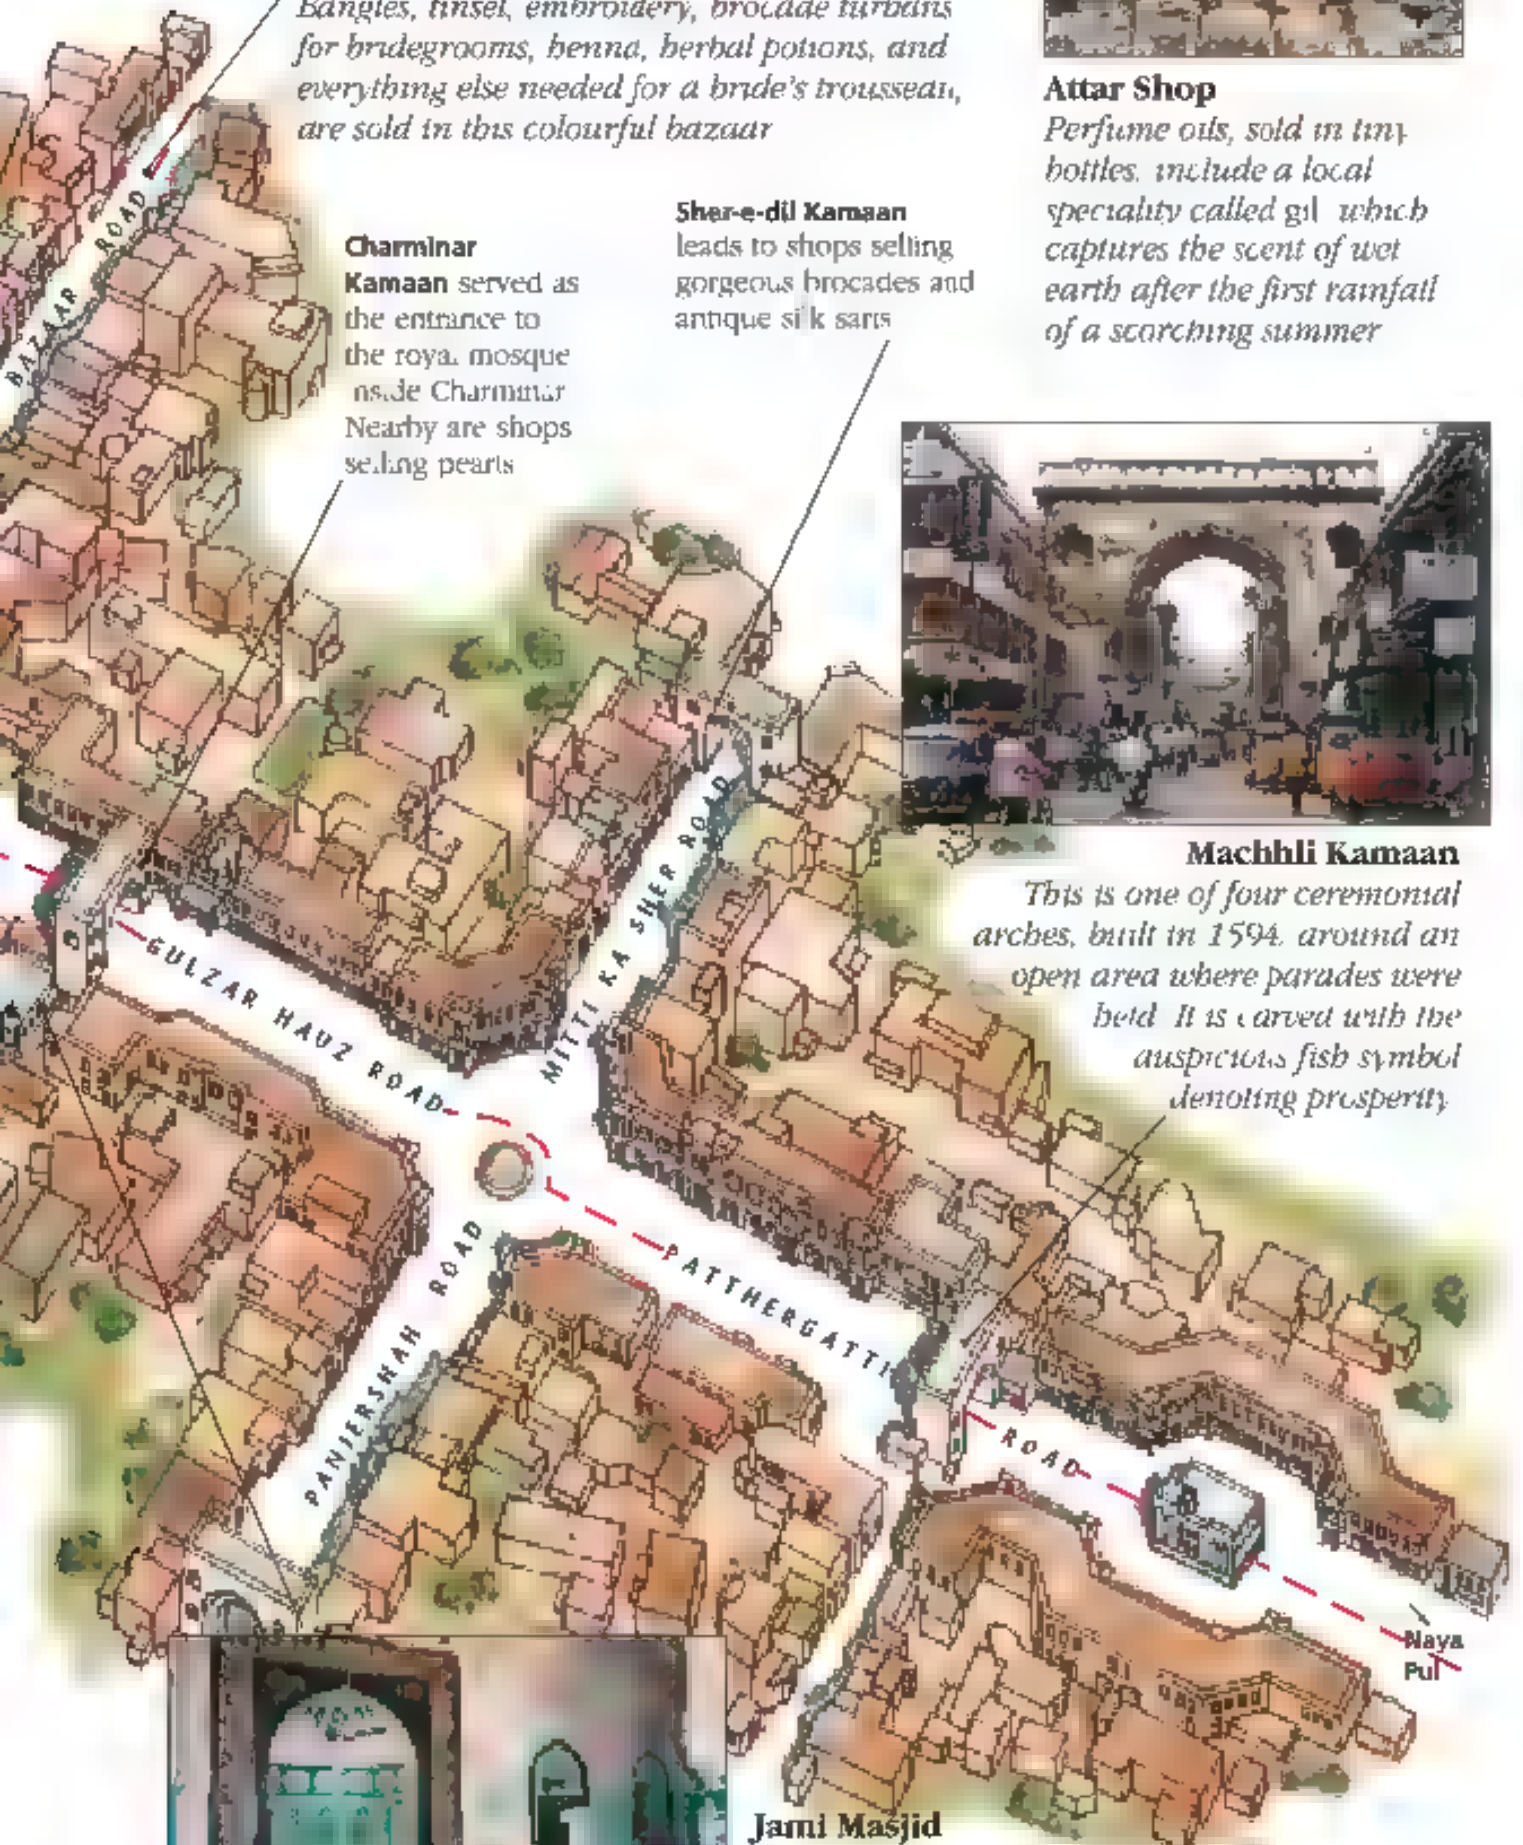 Bangles, tinsel, embroidery, brocade turbans
for bridegrooms, henna, herbal potions, and
everything else needed for a bride's trousseau,
are sold in this colourful bazaar
Attar Shop
Perfume oils, sold in tiny
bottles, include a local
speciality called gil which
captures the scent of wet
earth after the first rainfall
of a scorching summer
Sher-e-dil Kamaan
leads to shops selling
gorgeous brocades and
antique silk saris
Charminar
Kamaan served as
the entrance to
the royal mosque
inside Charminar
Nearby are shops
selling pearls
BAZAAR ROAD
Machhli Kamaan
This is one of four ceremonial
arches, built in 1594, around an
open area where parades were
held It is carved with the
auspicious fish symbol
denoting prosperity
MITTI KA SHER ROAD
GULZAR HAUZ ROAD
PATTHERGATTI
ROAD
PANJERSHAH ROAD
Naya
Pul
Jami Masjid